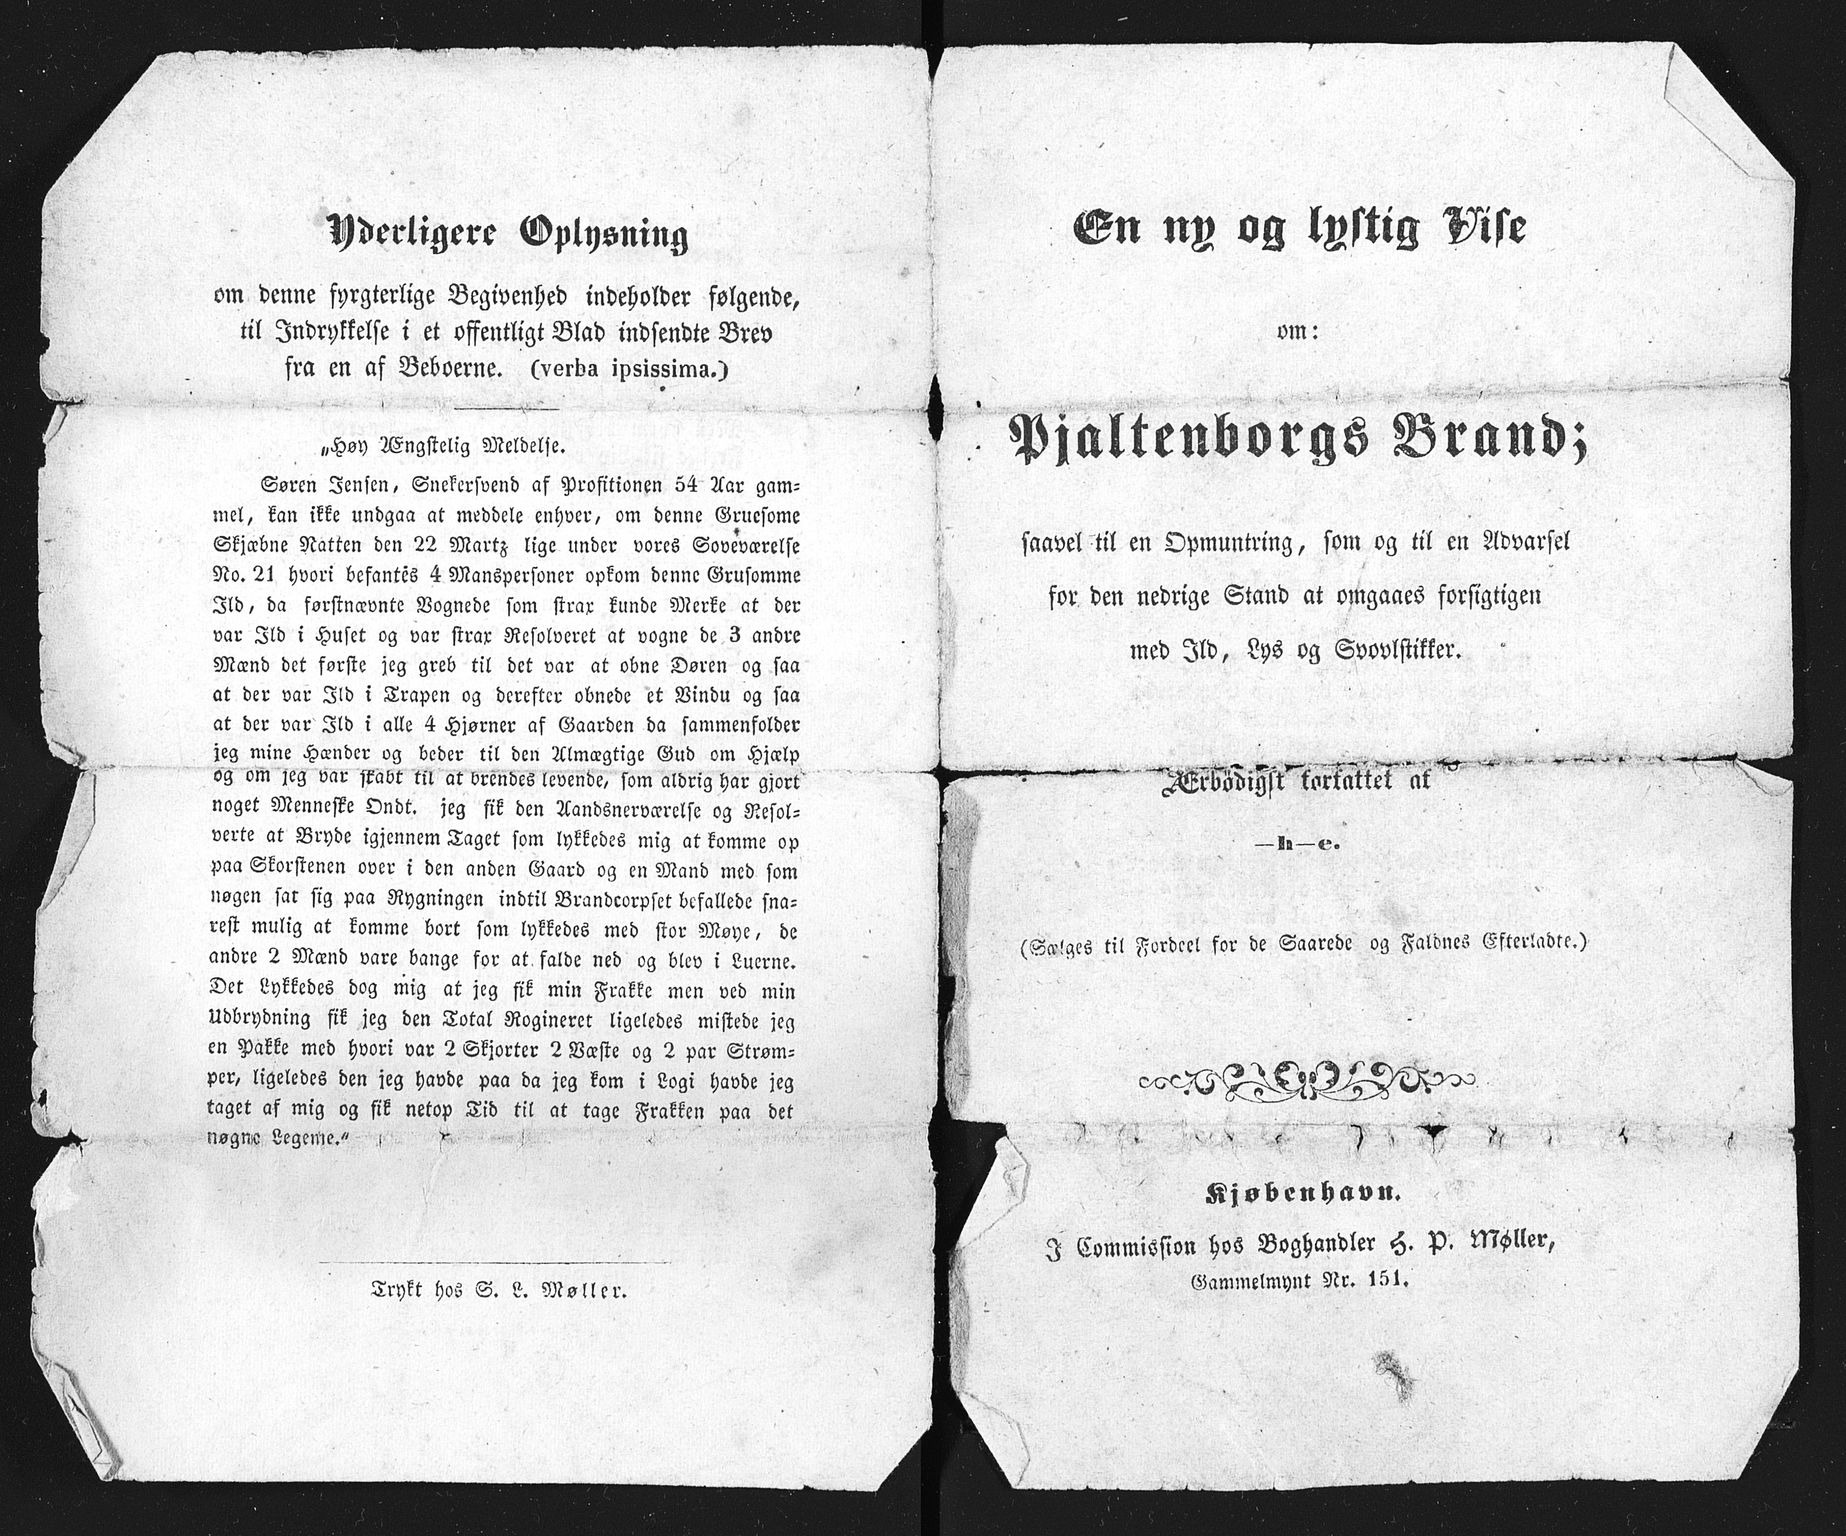 Yderligere Oplysning
om denne fyrgterlige Begivenhed indeholder følgende,
til Indrykkelse i et offentligt Blad indsendte Brev
fra en af Beboerne. (verba ipsissima.)
„Høy Ængstelig Meldelse.
Søren Jensen, Snekersvend af Profitionen 54 Aar gam-
mel, kan ikke undgaa at meddele enhver, om denne Gruesome
Skjæbne Natten den 22 Martz lige under vores Soveværelse
No. 21 hvori befantes 4 Manspersoner opkom denne Grusomme
Ild, da førstnævnte Vognede som strax kunde Merke at der
var Ild i Huset og var strax Resolveret at vogne de 3 andre
Mænd det første jeg greb til det var at obne Døren og saa
at der var Ild i Trapen og derefter obnede et Vindu og saa
at der var Ild i alle 4 Hjørner af Gaarden da sammenfolder
jeg mine Hænder og beder til den Almægtige Gud om Hjælp
og om jeg var skabt til at brendes levende, som aldrig har gjort
noget Menneske Ondt. jeg fik den Aandsnerværelse og Resol-
verte at Bryde igjennem Taget som lykkedes mig at komme op
paa Skorstenen over i den anden Gaard og en Mand med som
nøgen sat sig paa Rygningen indtil Brandcorpset befallede sna-
rest mulig at komme bort som lykkedes med stor Møye, de
andre 2 Mænd vare bange for at falde ned og blev i Luerne.
Det Lykkedes dog mig at jeg fik min Frakke men ved min
Udbrydning fik jeg den Total Rogineret ligeledes mistede jeg
en Pakke med hvori var 2 Skjorter 2 Væste og 2 par Strøm-
per, ligeledes den jeg havde paa da jeg kom i Logi havde jeg
taget af mig og fik netop Tid til at tage Frakken paa det
nøgne Legeme."
Trykt hos S. L. Møller.
En ny og lystig Vise
om:
Pjaltenborgs Brand;
saavel til en Opmuntring, som og til en Advarsel
for den nedrige Stand at omgaaes forsigtigen
med Ild, Lys og Svovlstikker.
Ærbödigst forfattet af
—h—e.
(Sælges til Fordeel for de Saarede og Faldnes Efterladte.)
Kjøbenhavn.
I Commission hos Boghandler H. P. Møller,
Gammelmynt Nr. 151.